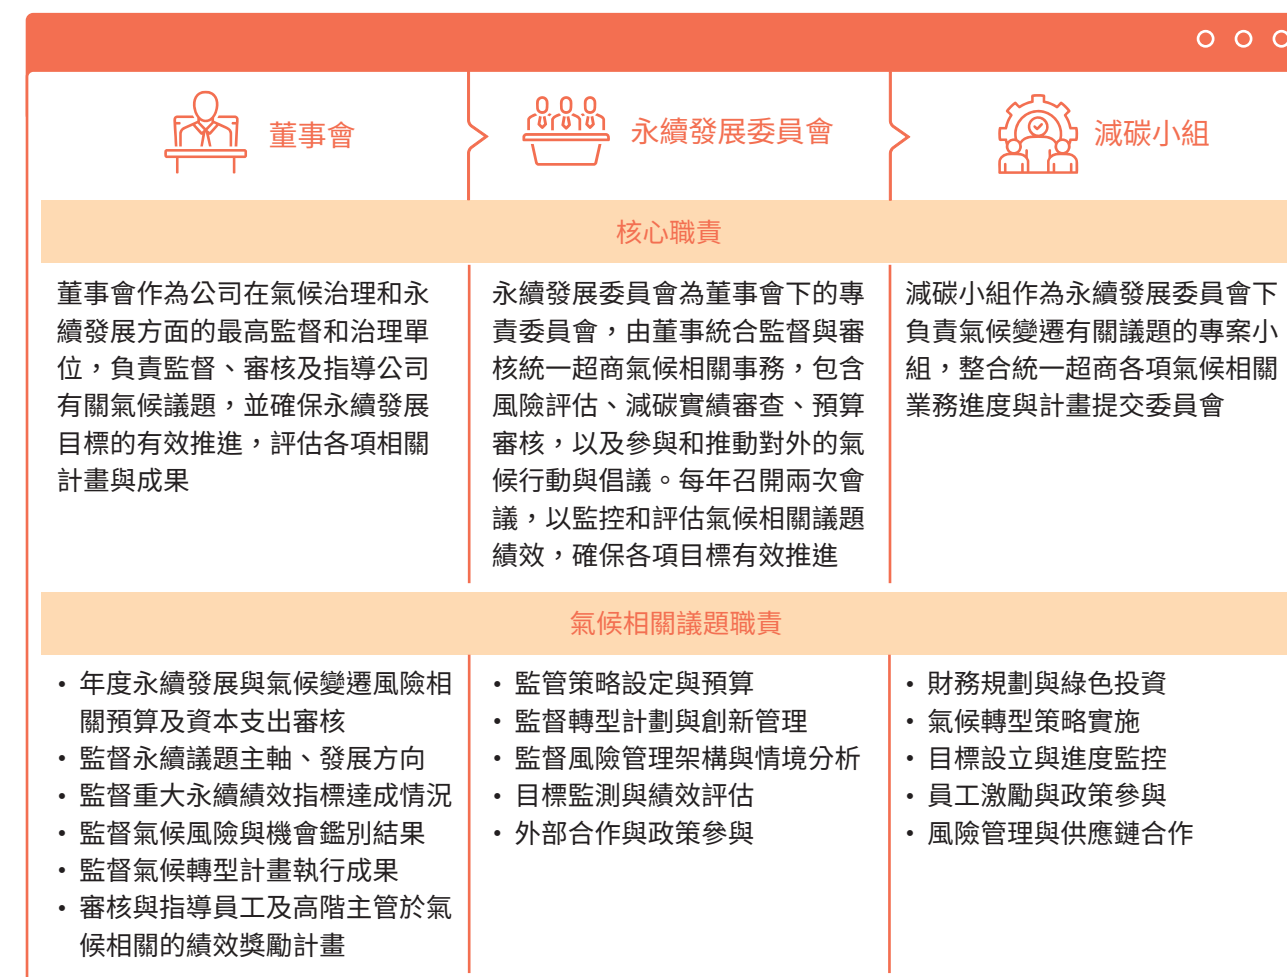 董事會
永續發展委員會
減碳小組
核心職責
董事會作為公司在氣候治理和永
續發展方面的最高監督和治理單
位，負責監督、審核及指導公司
有關氣候議題，並確保永續發展
目標的有效推進，評估各項相關
計畫與成果
永續發展委員會為董事會下的專
責委員會，由董事統合監督與審
核統一超商氣候相關事務，包含
風險評估、減碳實績審查、預算
審核，以及參與和推動對外的氣
候行動與倡議。每年召開兩次會
議，以監控和評估氣候相關議題
績效，確保各項目標有效推進
減碳小組作為永續發展委員會下
負責氣候變遷有關議題的專案小
組，整合統一超商各項氣候相關
業務進度與計畫提交委員會
氣候相關議題職責
• 年度永續發展與氣候變遷風險相
關預算及資本支出審核
• 監督永續議題主軸、發展方向
• 監督重大永續績效指標達成情況
• 監督氣候風險與機會鑑別結果
• 監督氣候轉型計畫執行成果
• 審核與指導員工及高階主管於氣
候相關的績效獎勵計畫
• 監管策略設定與預算
• 監督轉型計劃與創新管理
• 監督風險管理架構與情境分析
• 目標監測與績效評估
• 外部合作與政策參與
• 財務規劃與綠色投資
• 氣候轉型策略實施
• 目標設立與進度監控
• 員工激勵與政策參與
• 風險管理與供應鏈合作